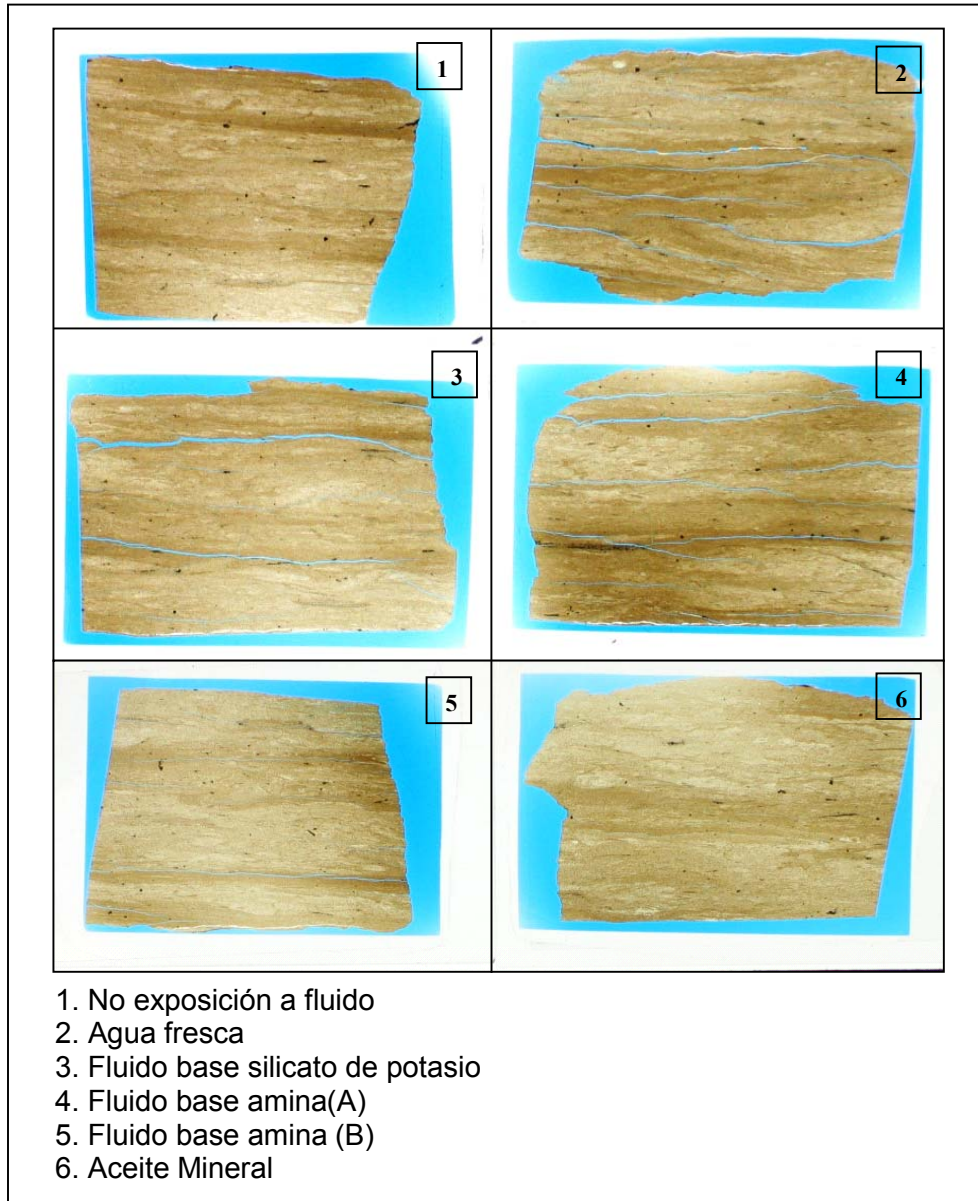 1
2
3
4
5
6
1. No exposición a fluido
2. Agua fresca
3. Fluido base silicato de potasio
4. Fluido base amina(A)
5. Fluido base amina (B)
6. Aceite Mineral